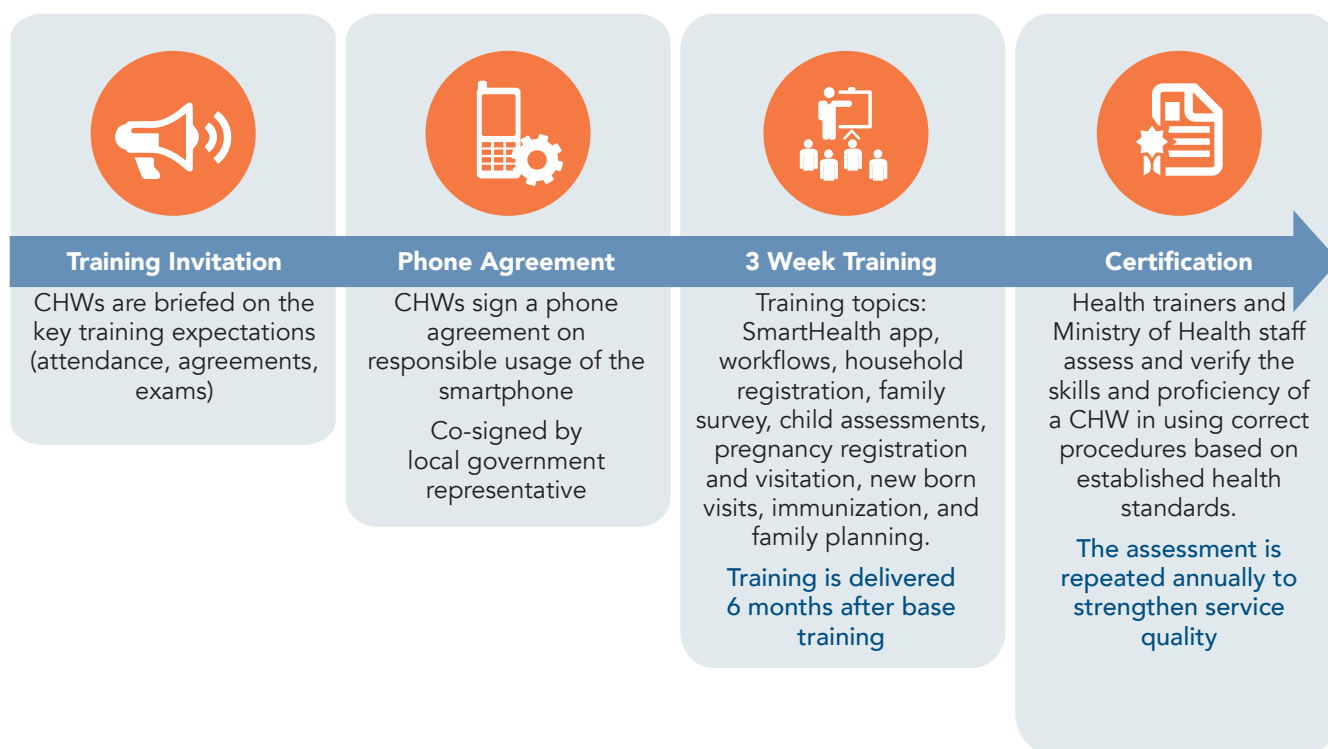 Training Invitation
CHWs are briefed on the
key training expectations
(attendance, agreements,
exams)
Phone Agreement
CHWs sign a phone
agreement on
responsible usage of the
smartphone
Co-signed by
local government
representative
3 Week Training
Training topics:
SmartHealth app,
workflows, household
registration, family
survey, child assessments,
pregnancy registration
and visitation, new born
visits, immunization, and
family planning.
Training is delivered
6 months after base
training
Certification
Health trainers and
Ministry of Health staff
assess and verify the
skills and proficiency of
a CHW in using correct
procedures based on
established health
standards.
The assessment is
repeated annually to
strengthen service
quality